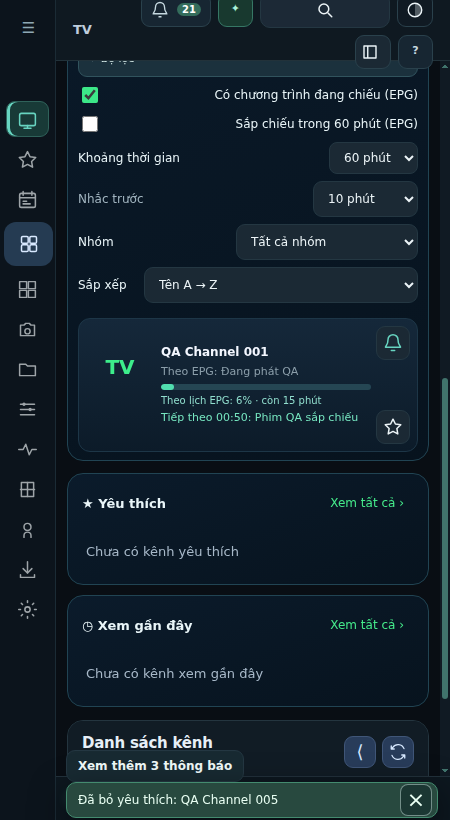 21
TV
?
Có chương trình đang chiếu (EPG)
Sắp chiếu trong 60 phút (EPG)
Khoảng thời gian
60 phút
Nhắc trước
10 phút
Nhóm
Tất cả nhóm
Sắp xếp
Tên A → Z
TV
QA Channel 001
Theo EPG: Đang phát QA
Theo lịch EPG: 6% · còn 15 phút
Tiếp theo 00:50: Phim QA sắp chiếu
★ Yêu thích
Xem tất cả ›
Chưa có kênh yêu thích
◷ Xem gần đây
Xem tất cả ›
Chưa có kênh xem gần đây
Danh sách kênh
Xem thêm 3 thông báo
Đã bỏ yêu thích: QA Channel 005